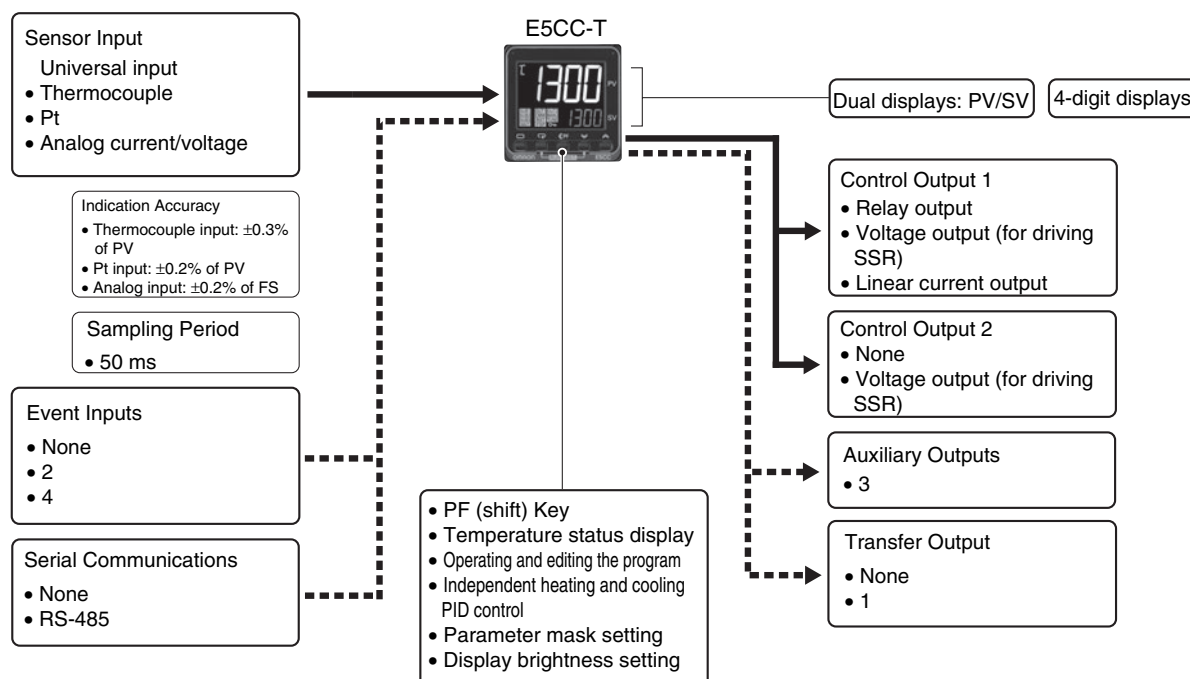 E5CC-T
Sensor Input
Universal input
• Thermocouple
• Pt
• Analog current/voltage
Indication Accuracy
• Thermocouple input: ±0.3%
of PV
• Pt input: ±0.2% of PV
• Analog input: ±0.2% of FS
Sampling Period
• 50 ms
Event Inputs
• None
• 2
• 4
Serial Communications
• None
• RS-485
1300
PV
1300
SV
E5CC
• PF (shift) Key
• Temperature status display
• Operating and editing the program
• Independent heating and cooling
PID control
• Parameter mask setting
• Display brightness setting
Dual displays: PV/SV
4-digit displays
Control Output 1
• Relay output
• Voltage output (for driving
SSR)
• Linear current output
Control Output 2
• None
• Voltage output (for driving
SSR)
Auxiliary Outputs
• 3
Transfer Output
• None
• 1